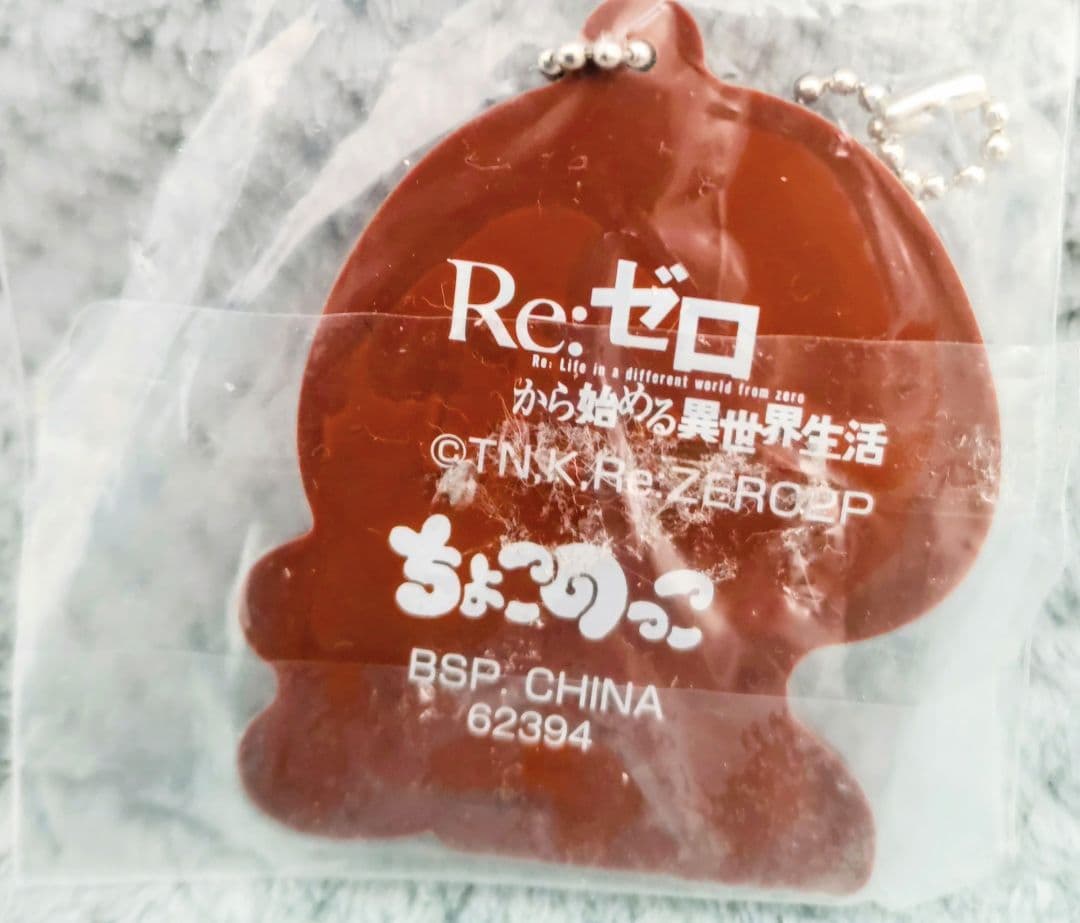 Re:ゼロ
Re: Life in a different world from zero
から始める異世界生活
©TN,K,Re:ZERO2P
ちょこのっこ
BSP. CHINA
62394